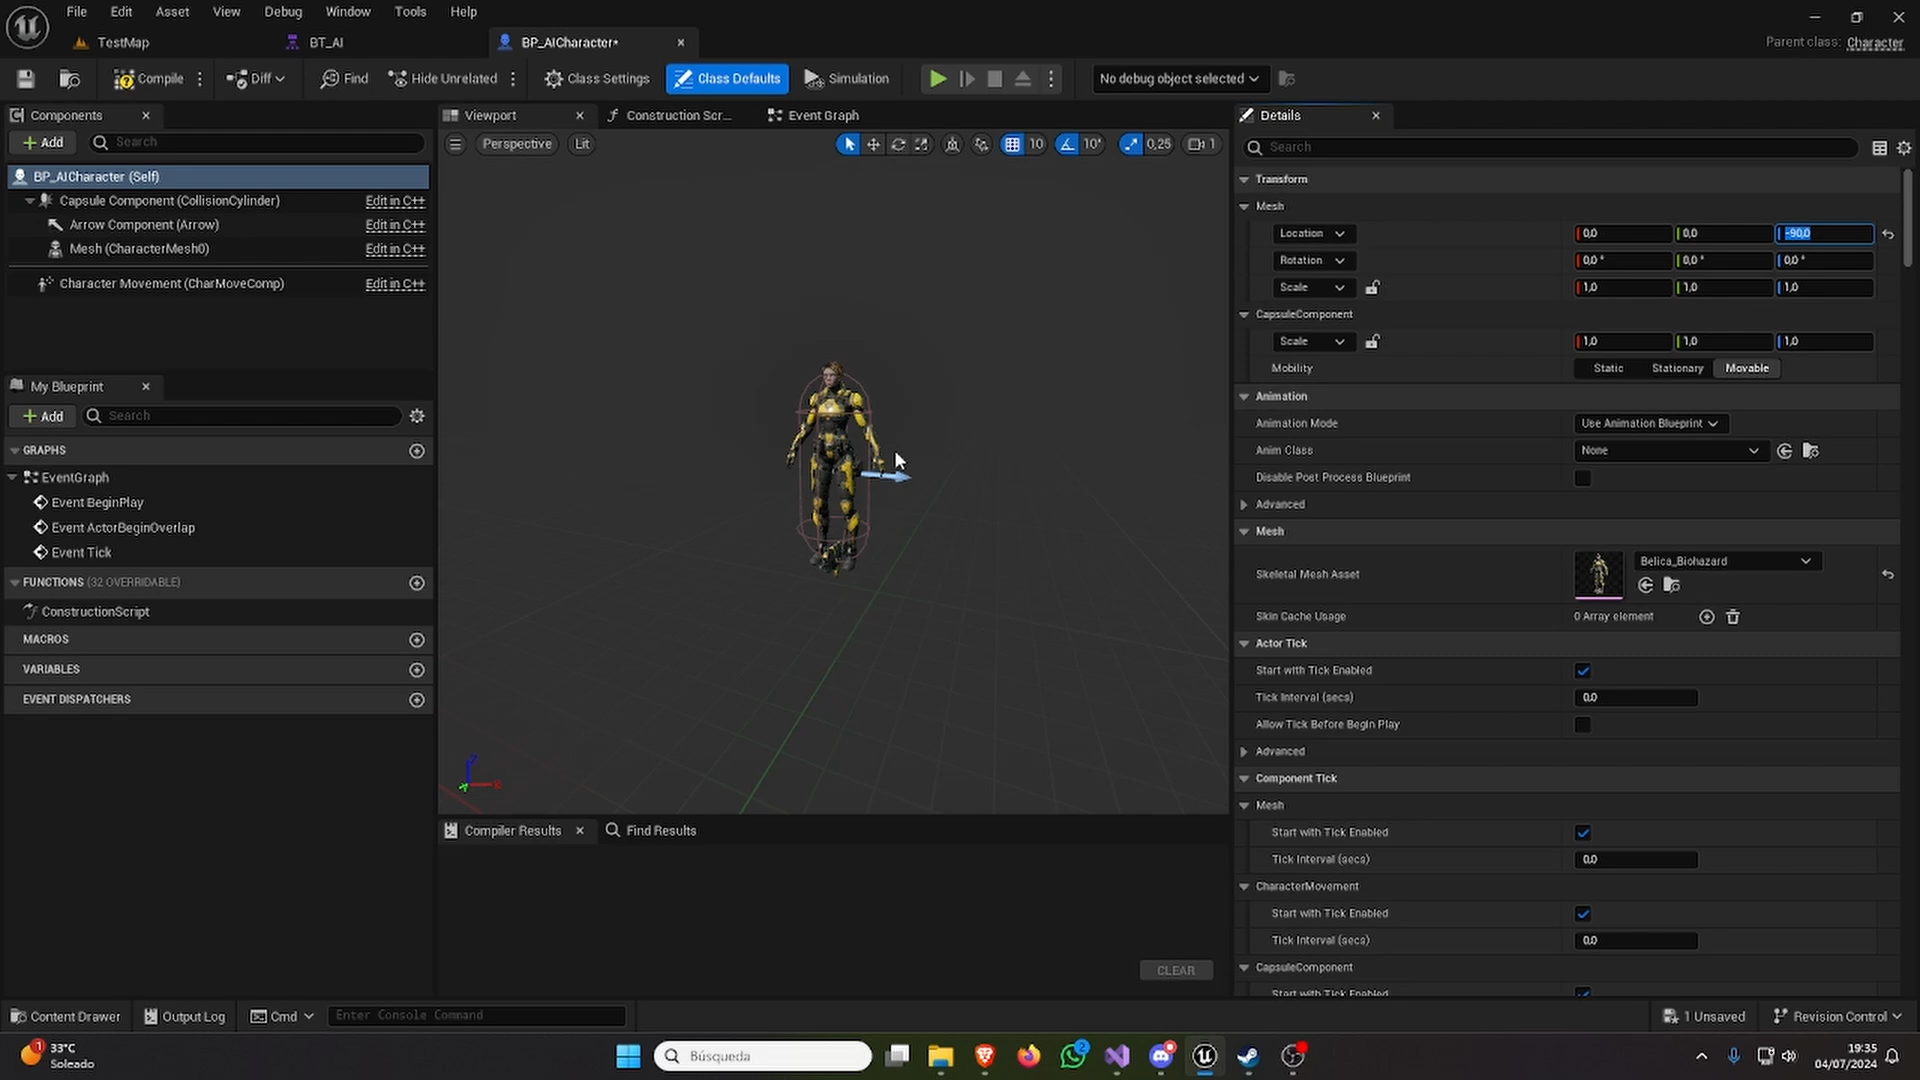 File Edit View Asset Debug Window Tools Help
TestMap
BT_AI
BP_AICharacter*
Parent class: Character
Compile
Diff
Find
Hide Unrelated
Class Settings
Class Defaults
Simulation
No debug object selected
Components
Add
Search
BP_AICharacter (Self)
Capsule Component (CollisionCylinder) Edit in C++
Arrow Component (Arrow) Edit in C++
Mesh (CharacterMesh0) Edit in C++
Character Movement (CharMoveComp) Edit in C++
My Blueprint
Add
Search
GRAPHS
EventGraph
Event BeginPlay
Event ActorBeginOverlap
Event Tick
FUNCTIONS (32 OVERRIDABLE)
ConstructionScript
MACROS
VARIABLES
EVENT DISPATCHERS
Viewport
Construction Scr...
Event Graph
Perspective
Lit
10
10°
0,25
1
Compiler Results
Find Results
CLEAR
Details
Search
Transform
Mesh
Location 0,0 0,0 -90,0
Rotation 0,0 ° 0,0 ° 0,0 °
Scale 1,0 1,0 1,0
CapsuleComponent
Scale 1,0 1,0 1,0
Mobility Static Stationary Movable
Animation
Animation Mode Use Animation Blueprint
Anim Class None
Disable Post Process Blueprint
Advanced
Mesh
Skeletal Mesh Asset Belica_Biohazard
Skin Cache Usage 0 Array element
Actor Tick
Start with Tick Enabled
Tick Interval (secs) 0,0
Allow Tick Before Begin Play
Advanced
Component Tick
Mesh
Start with Tick Enabled
Tick Interval (secs) 0,0
CharacterMovement
Start with Tick Enabled
Tick Interval (secs) 0,0
CapsuleComponent
Start with Tick Enabled
Content Drawer
Output Log
Cmd
Enter Console Command
1 Unsaved
Revision Control
1
33°C
Soleado
Búsqueda
2
19:35
04/07/2024